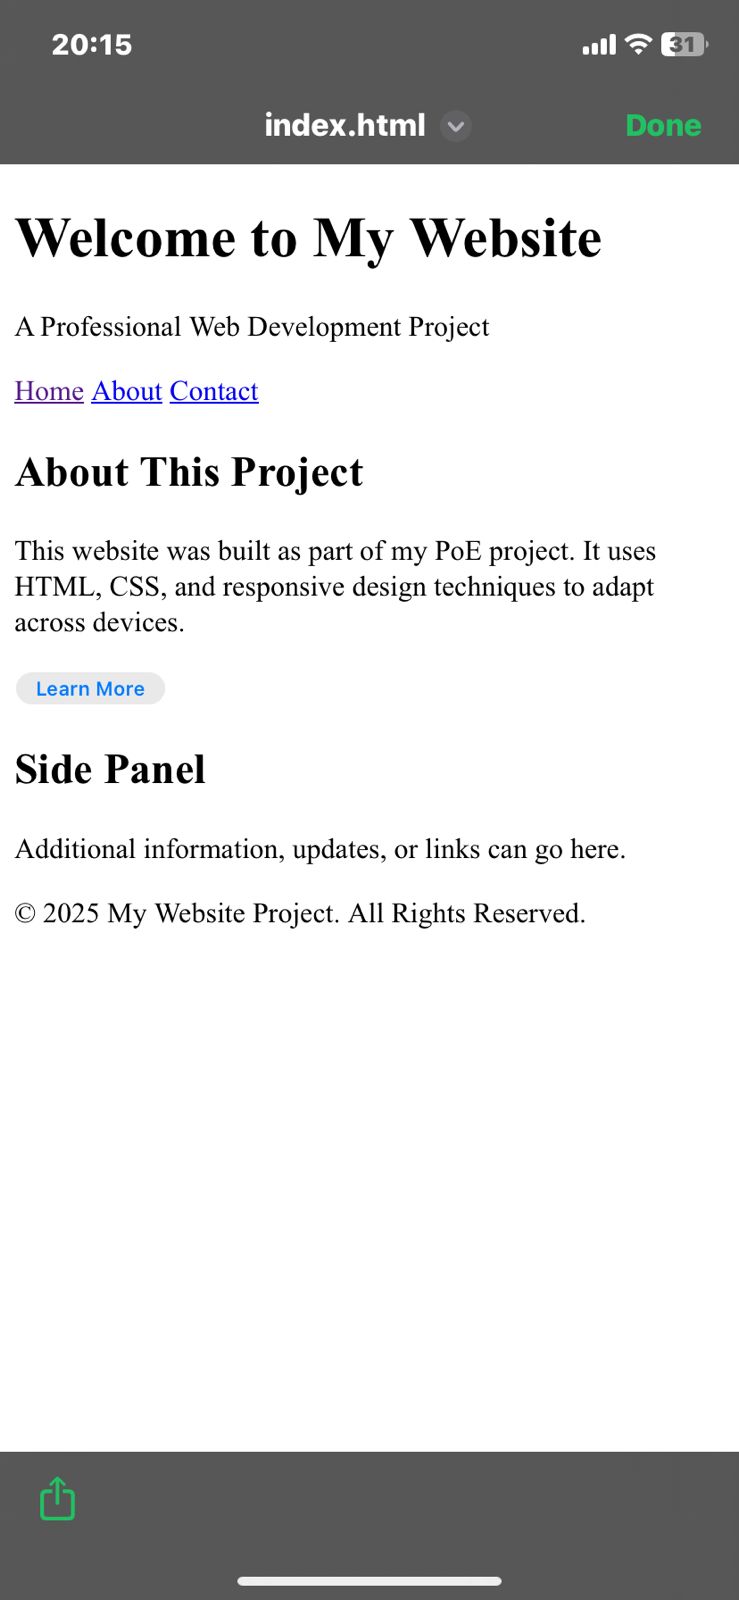 20:15
31
index.html
Done
Welcome to My Website
A Professional Web Development Project
Home About Contact
About This Project
This website was built as part of my PoE project. It uses
HTML, CSS, and responsive design techniques to adapt
across devices.
Learn More
Side Panel
Additional information, updates, or links can go here.
© 2025 My Website Project. All Rights Reserved.